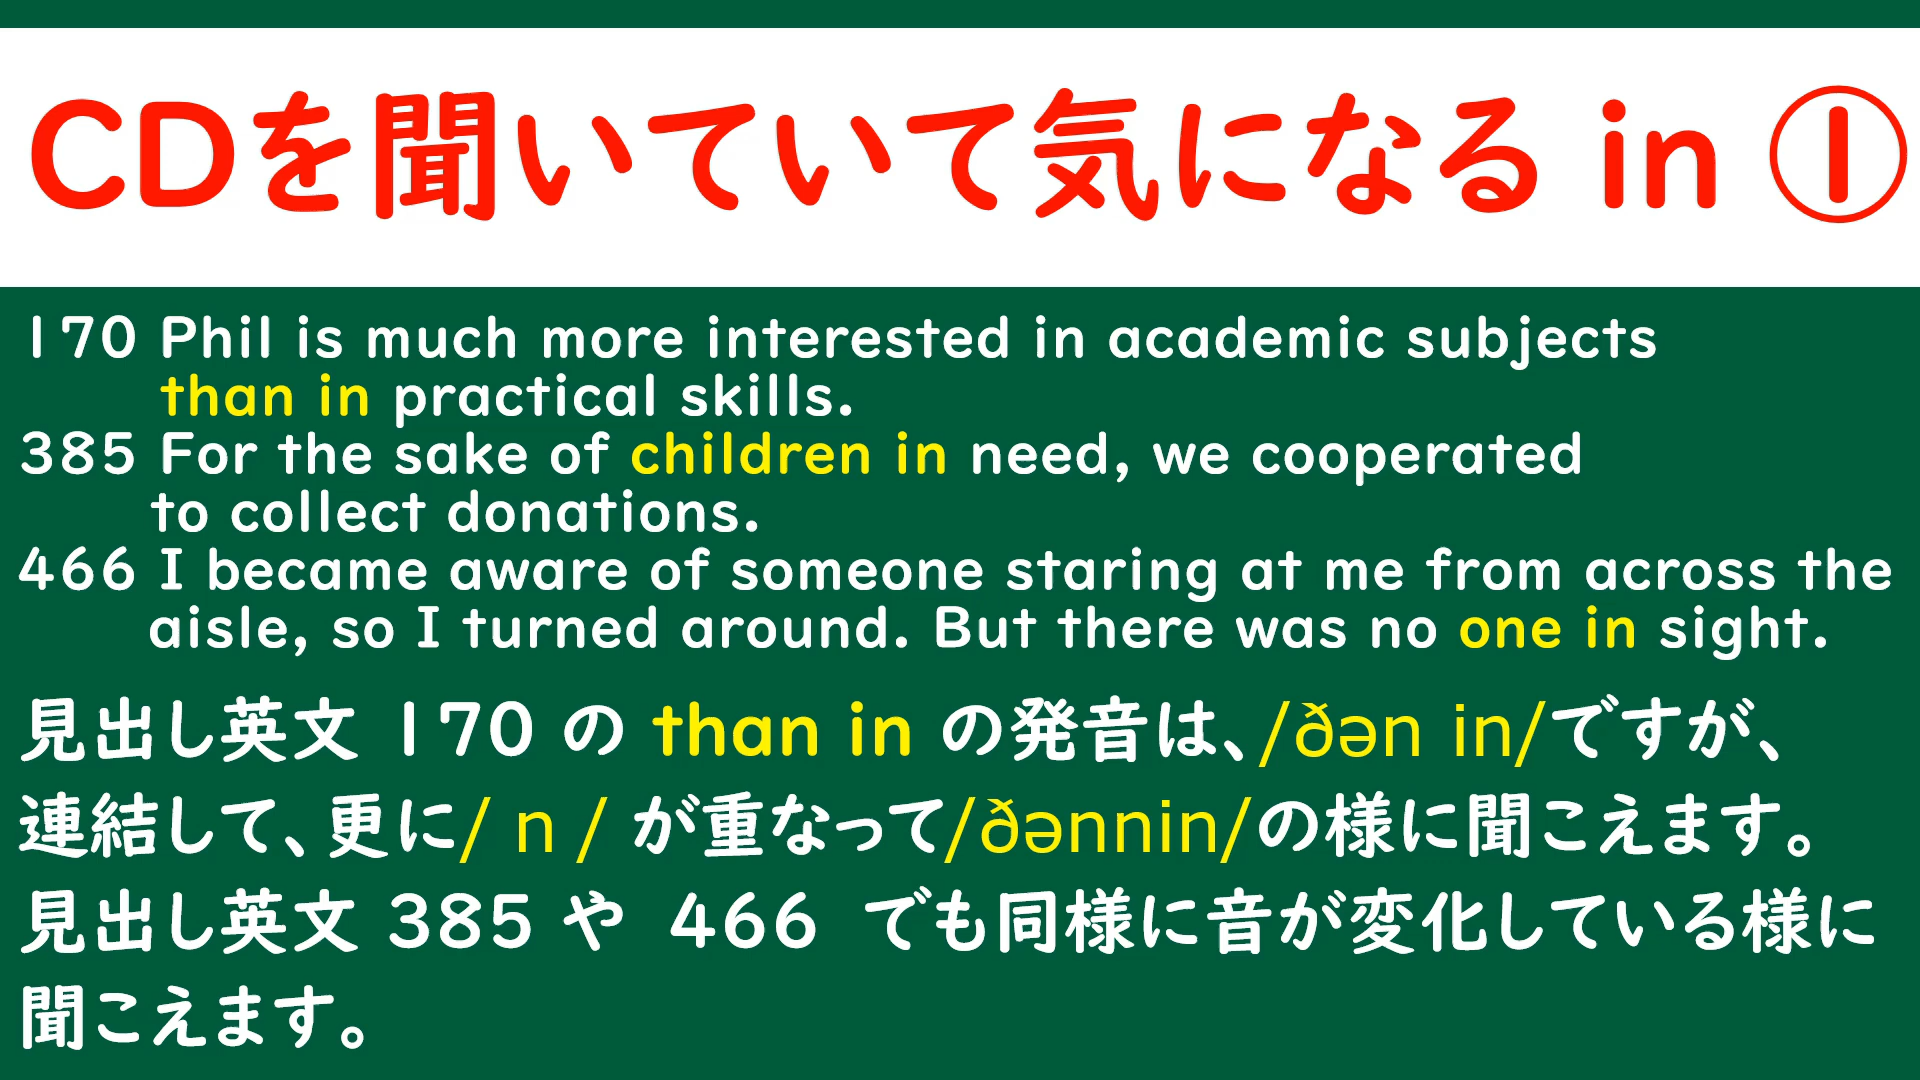 CDを聞いていて気になる in ①
170 Phil is much more interested in academic subjects
than in practical skills.
385 For the sake of children in need, we cooperated
to collect donations.
466 I became aware of someone staring at me from across the
aisle, so I turned around. But there was no one in sight.
見出し英文 170 の than in の発音は、/ðən in/ですが、
連結して、更に/ n / が重なって/ðənnin/の様に聞こえます。
見出し英文 385 や 466 でも同様に音が変化している様に
聞こえます。